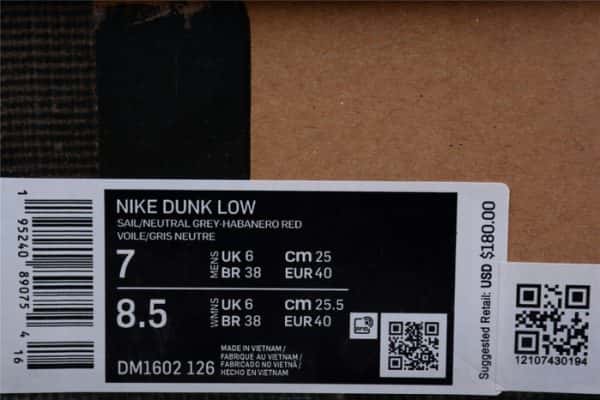 NIKE DUNK LOW
SAIL/NEUTRAL GREY-HABANERO RED
VOILE/GRIS NEUTRE
7 MENS UK 6 cm 25
BR 38 EUR 40
8.5 WMNS UK 6 cm 25.5
BR 38 EUR 40
DM1602 126
MADE IN VIETNAM/
FABRIQUE AU VIETNAM/
FABRICADO NO VIETNÃ/
HECHO EN VIETNAM
1 95240 89075 4 16
Suggested Retail: USD $180.00
12107430194